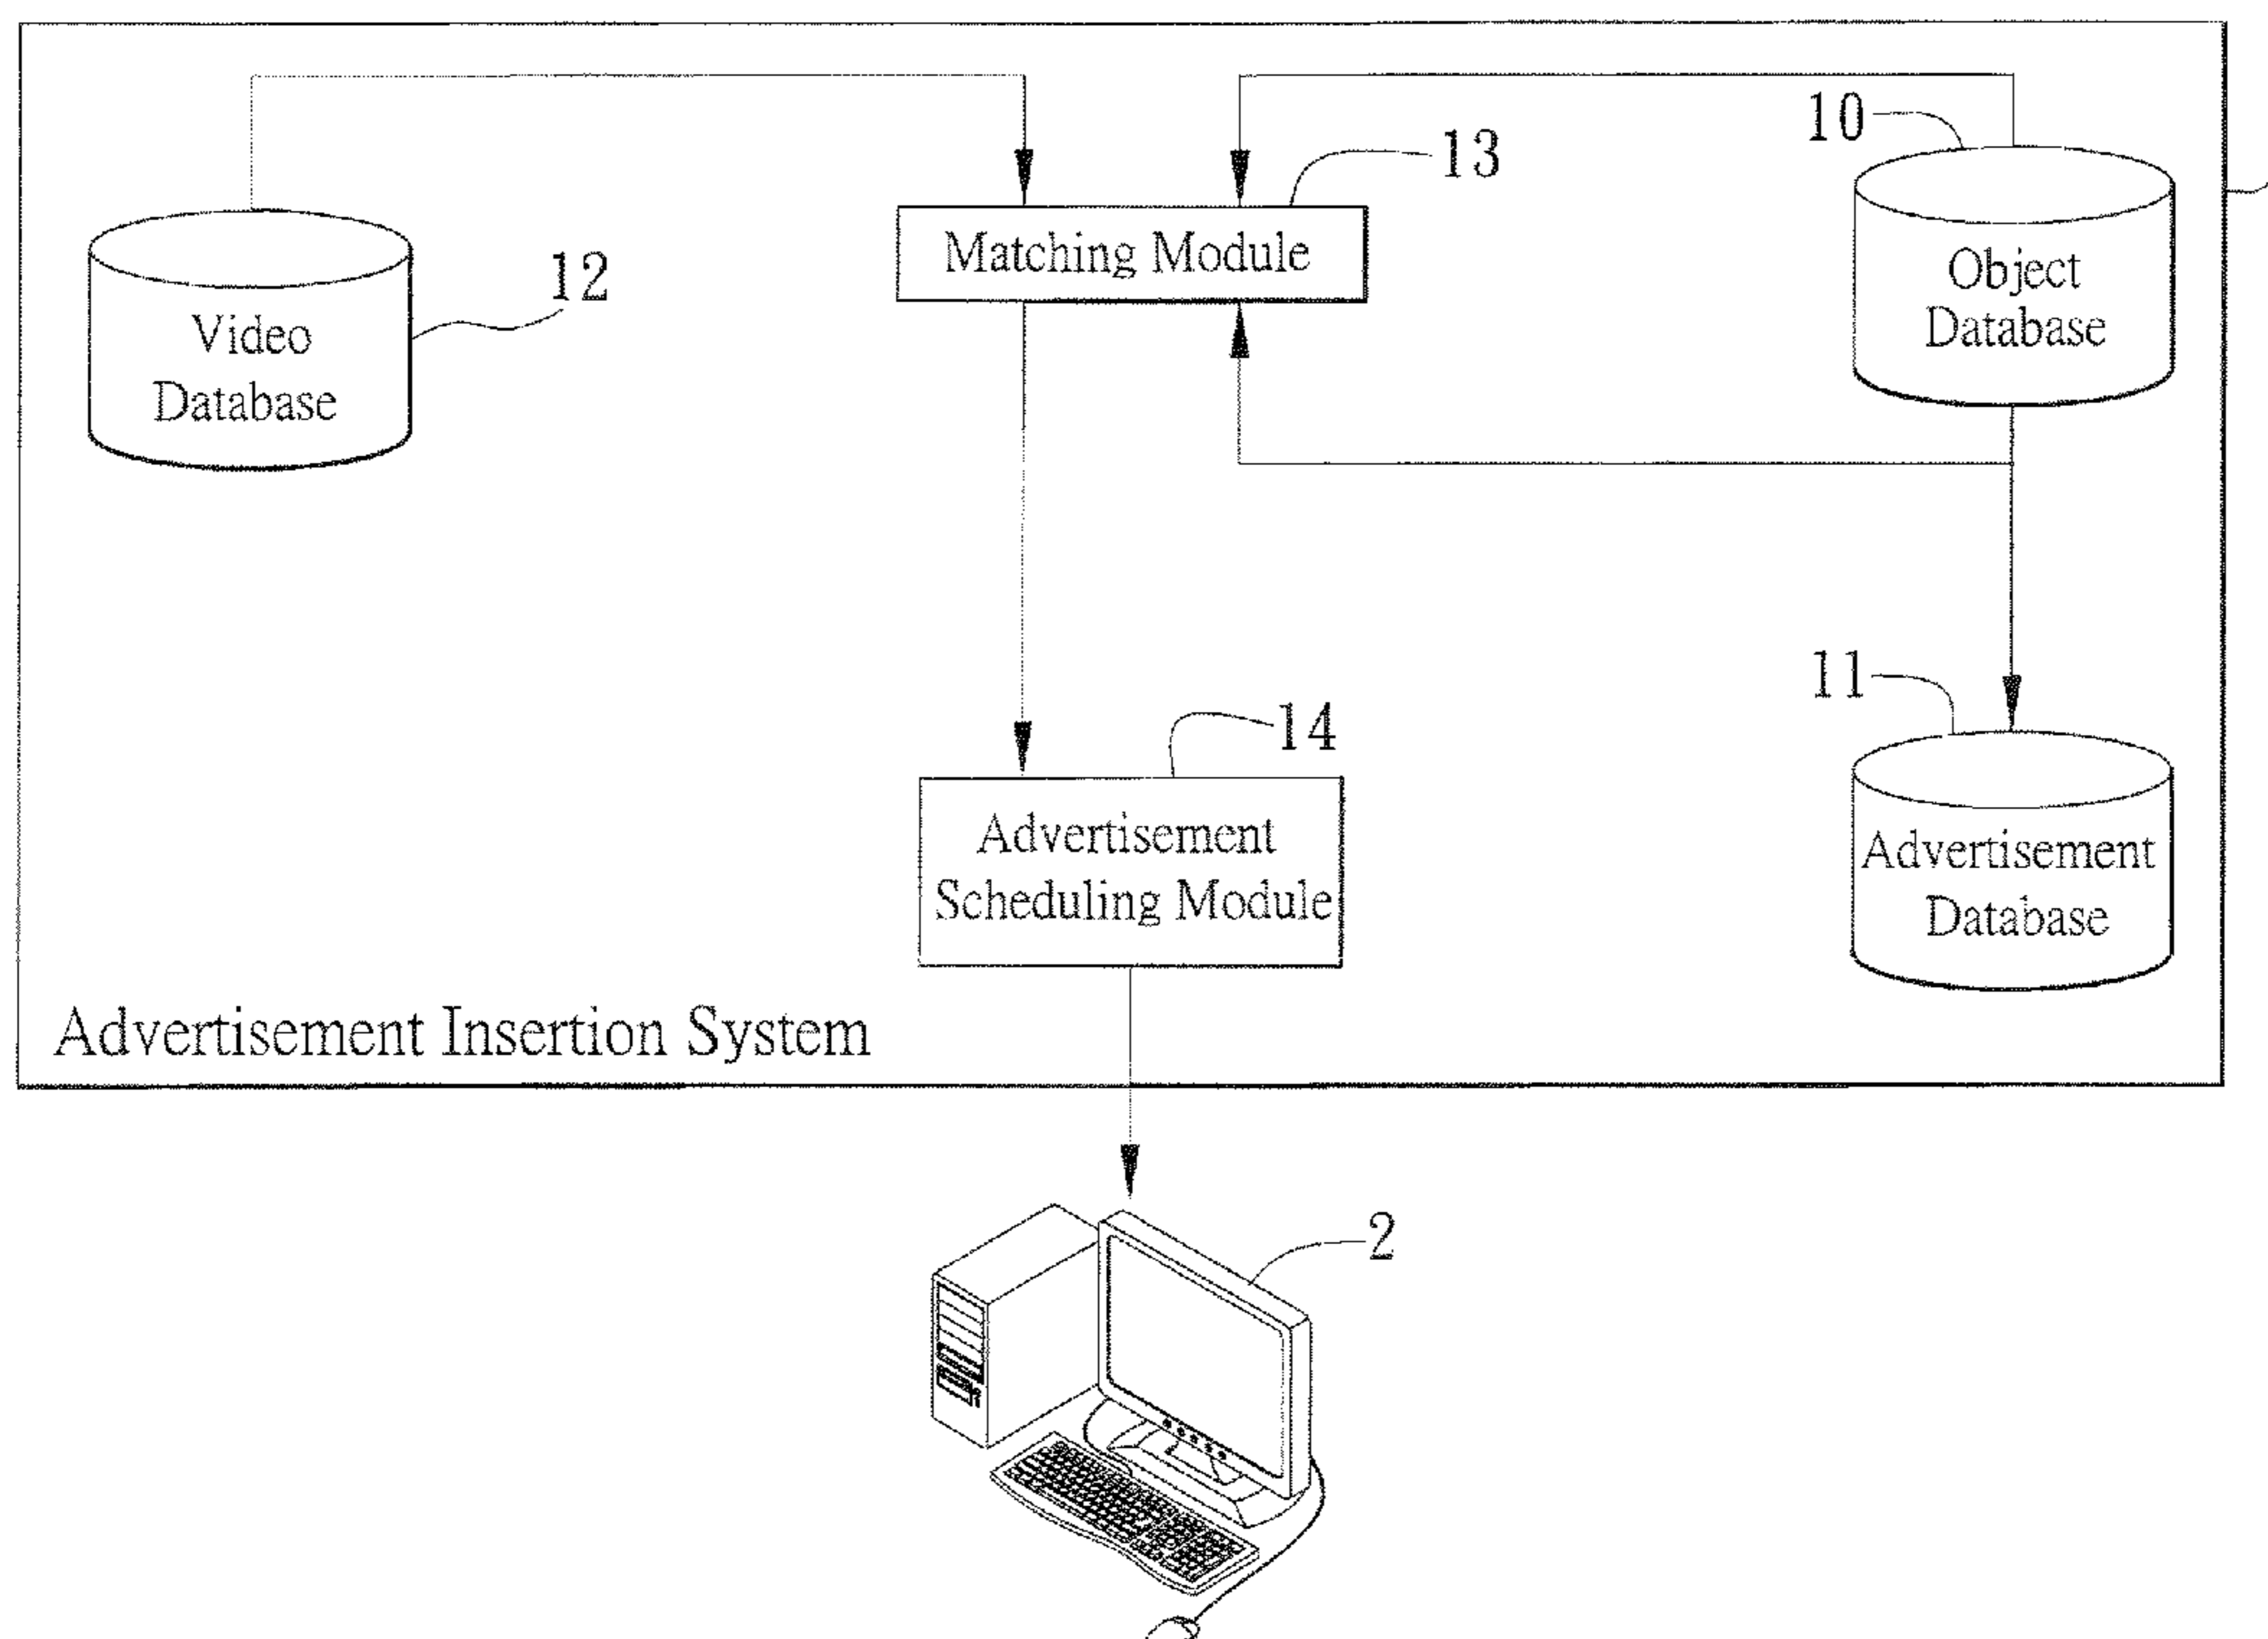 10
13
Matching Module
Object
Database
12
Video
Database
11
14
Advertisement
Scheduling Module
Advertisement
Database
Advertisement Insertion System
2